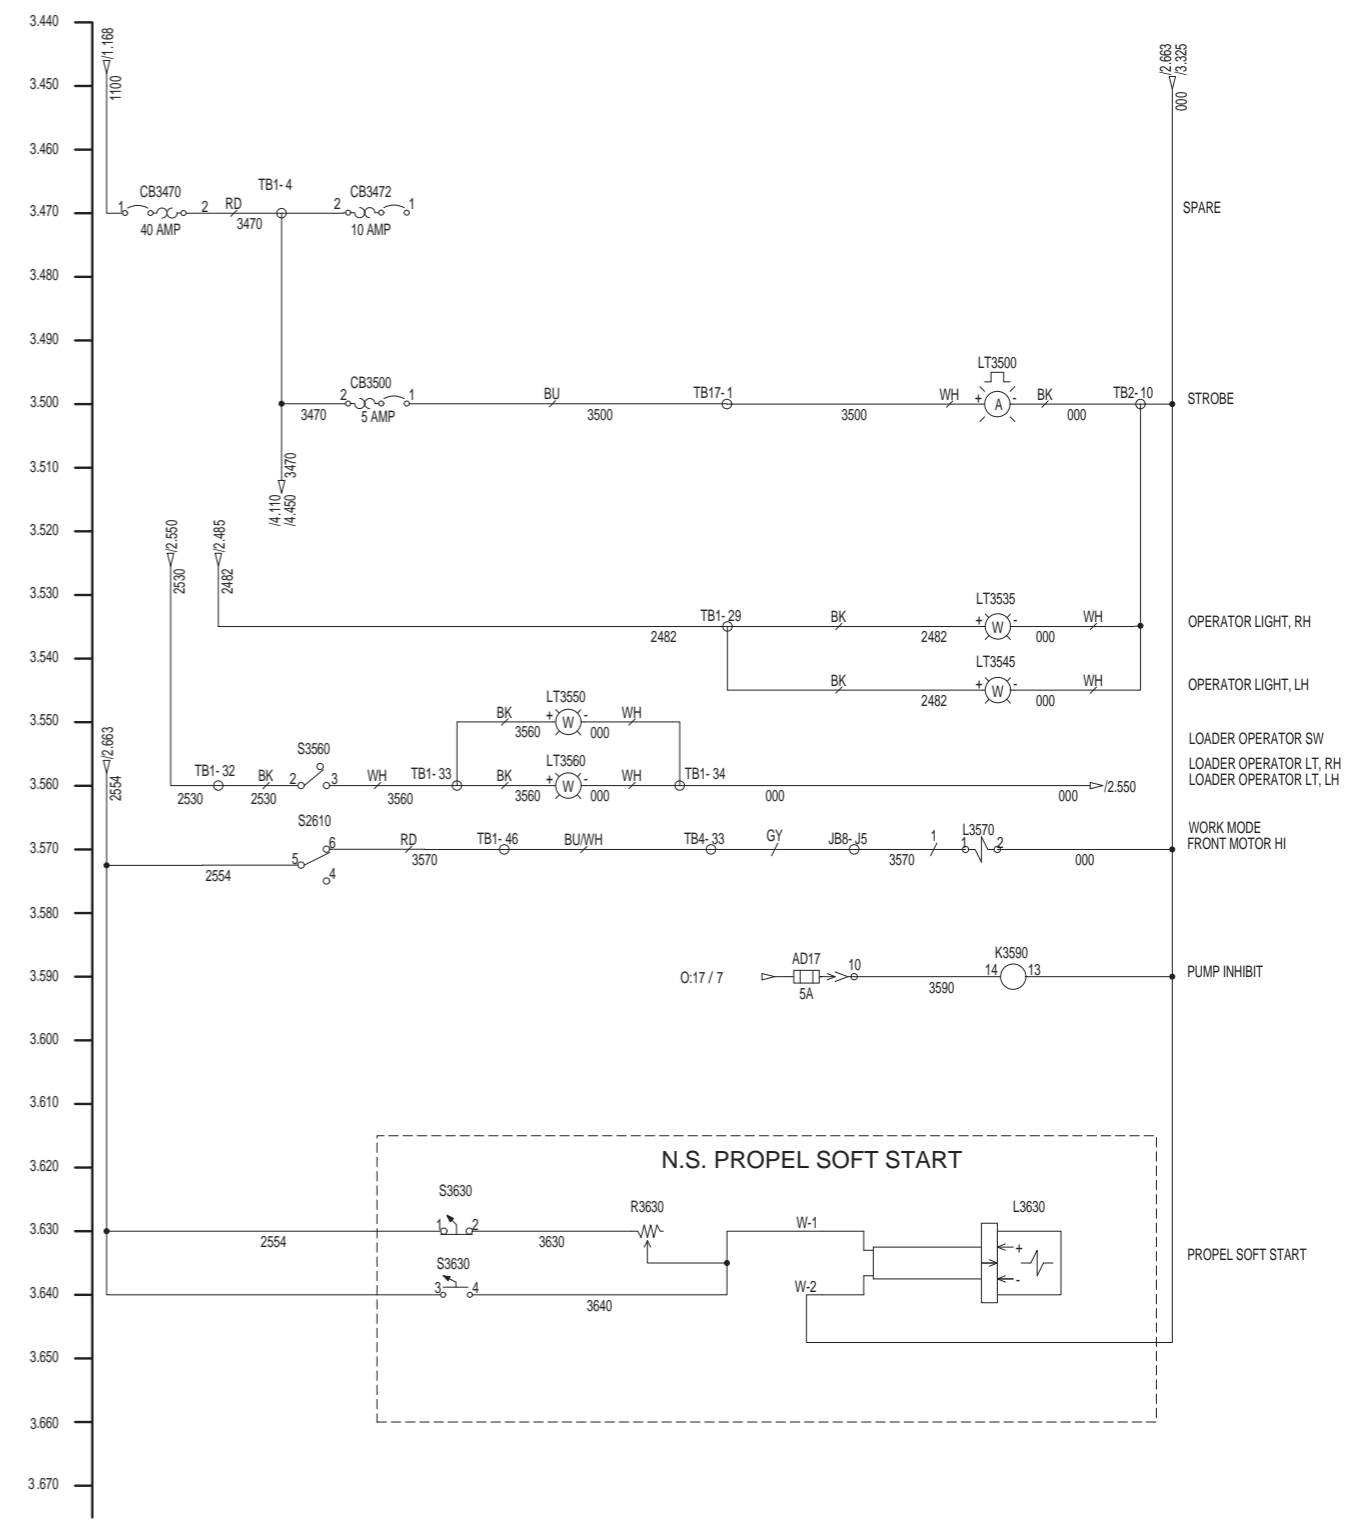 3.440
/1.168
1100
/2.663
/3.325
000
3.450
3.460
CB3470
TB1- 4
CB3472
1 2 RD 2 1
3.470
SPARE
40 AMP
3470
10 AMP
3.480
3.490
LT3500
CB3500
2 1 BU TB17- 1 WH + A - BK TB2- 10
3.500
STROBE
3470
5 AMP
3500
3500
000
3470
3.510
/4.110
/4.450
3.520
/2.550
2530
/2.485
2482
3.530
LT3535
TB1- 29 BK + W - WH
OPERATOR LIGHT, RH
2482
2482
000
3.540
LT3545
BK + W - WH
OPERATOR LIGHT, LH
2482
000
LT3550
3.550
BK + W - WH
3560
000
/2.663
2554
LOADER OPERATOR SW
S3560
LT3560
LOADER OPERATOR LT, RH
TB1- 32 BK 2 3 WH TB1- 33 BK + W - WH TB1- 34
LOADER OPERATOR LT, LH
3.560
/2.550
2530
2530
3560
3560
000
000
000
S2610
WORK MODE
FRONT MOTOR HI
3.570
5 6 RD TB1- 46 BU/WH TB4- 33 GY JB8- J5 1 1 L3570 2
3570
3570
000
2554
4
3.580
AD17
K3590
3.590
O:17 / 7
10
14 13
PUMP INHIBIT
5A
3590
3.600
3.610
3.620
N.S. PROPEL SOFT START
S3630
R3630
L3630
3.630
1 2
W-1
2554
3630
+
PROPEL SOFT START
S3630
-
3.640
3 4
W-2
3640
3.650
3.660
3.670